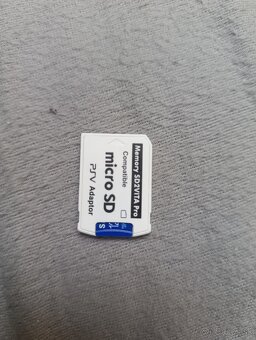 Memory SD2VITA Pro
Compatible
micro SD
PSV Adaptor